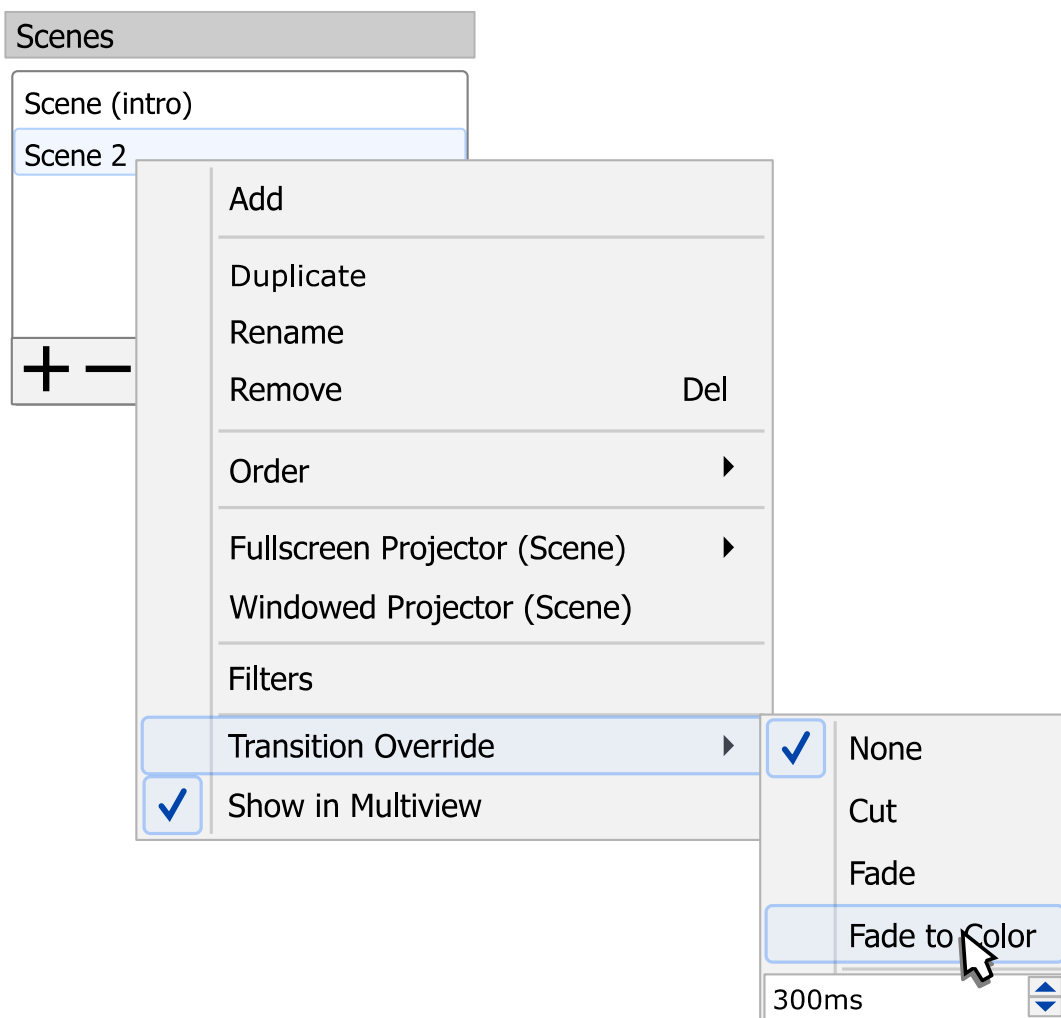 Scenes
Scene (intro)
Scene 2
Add
Duplicate
Rename
Remove Del
Order
Fullscreen Projector (Scene)
Windowed Projector (Scene)
Filters
Transition Override
Show in Multiview
None
Cut
Fade
Fade to Color
300ms